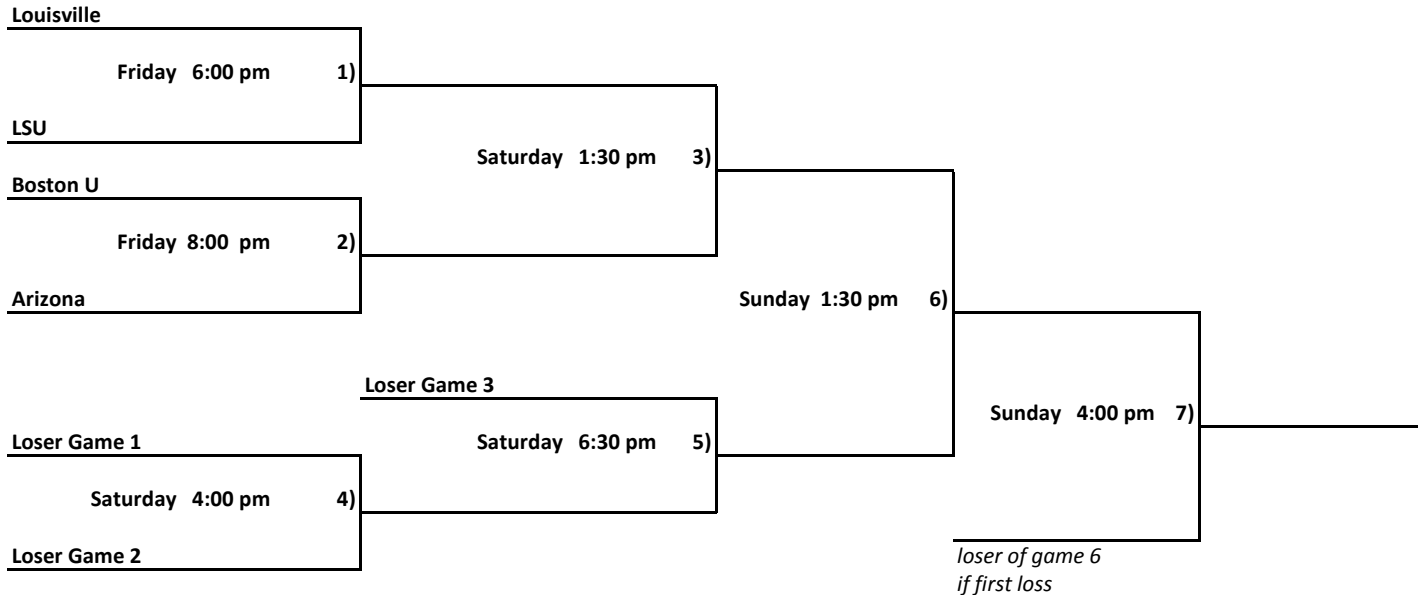 Louisville
Friday 6:00 pm 1)
LSU
Saturday 1:30 pm 3)
Boston U
Friday 8:00 pm 2)
Arizona
Sunday 1:30 pm 6)
Loser Game 3
Sunday 4:00 pm 7)
Loser Game 1
Saturday 6:30 pm 5)
Saturday 4:00 pm 4)
Loser Game 2
loser of game 6
if first loss